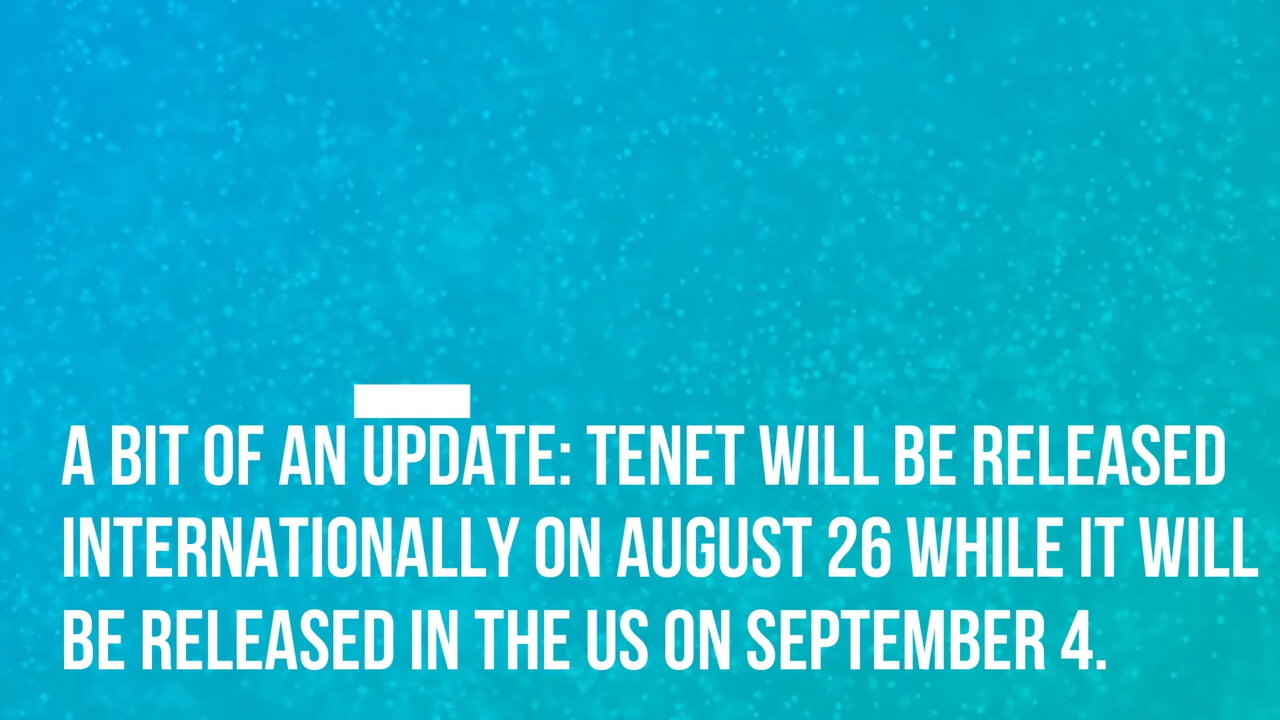 A BIT OF AN UPDATE: TENET WILL BE RELEASED
INTERNATIONALLY ON AUGUST 26 WHILE IT WILL
BE RELEASED IN THE US ON SEPTEMBER 4.